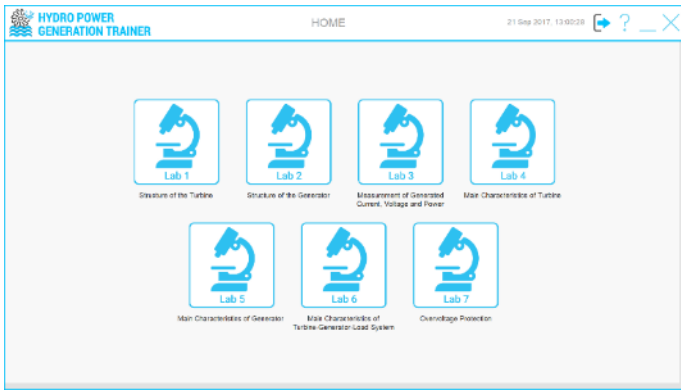 HYDRO POWER
GENERATION TRAINER
HOME
21 Sep 2017, 13:00:28
?
Lab 1
Lab 2
Lab 3
Lab 4
Structure of the Turbine
Structure of the Generator
Measurement of Generated
Current, Voltage and Power
Main Characteristics of Turbine
Lab 5
Lab 6
Lab 7
Main Characteristics of Generator
Main Characteristics of
Turbine-Generator-Load System
Overvoltage Protection